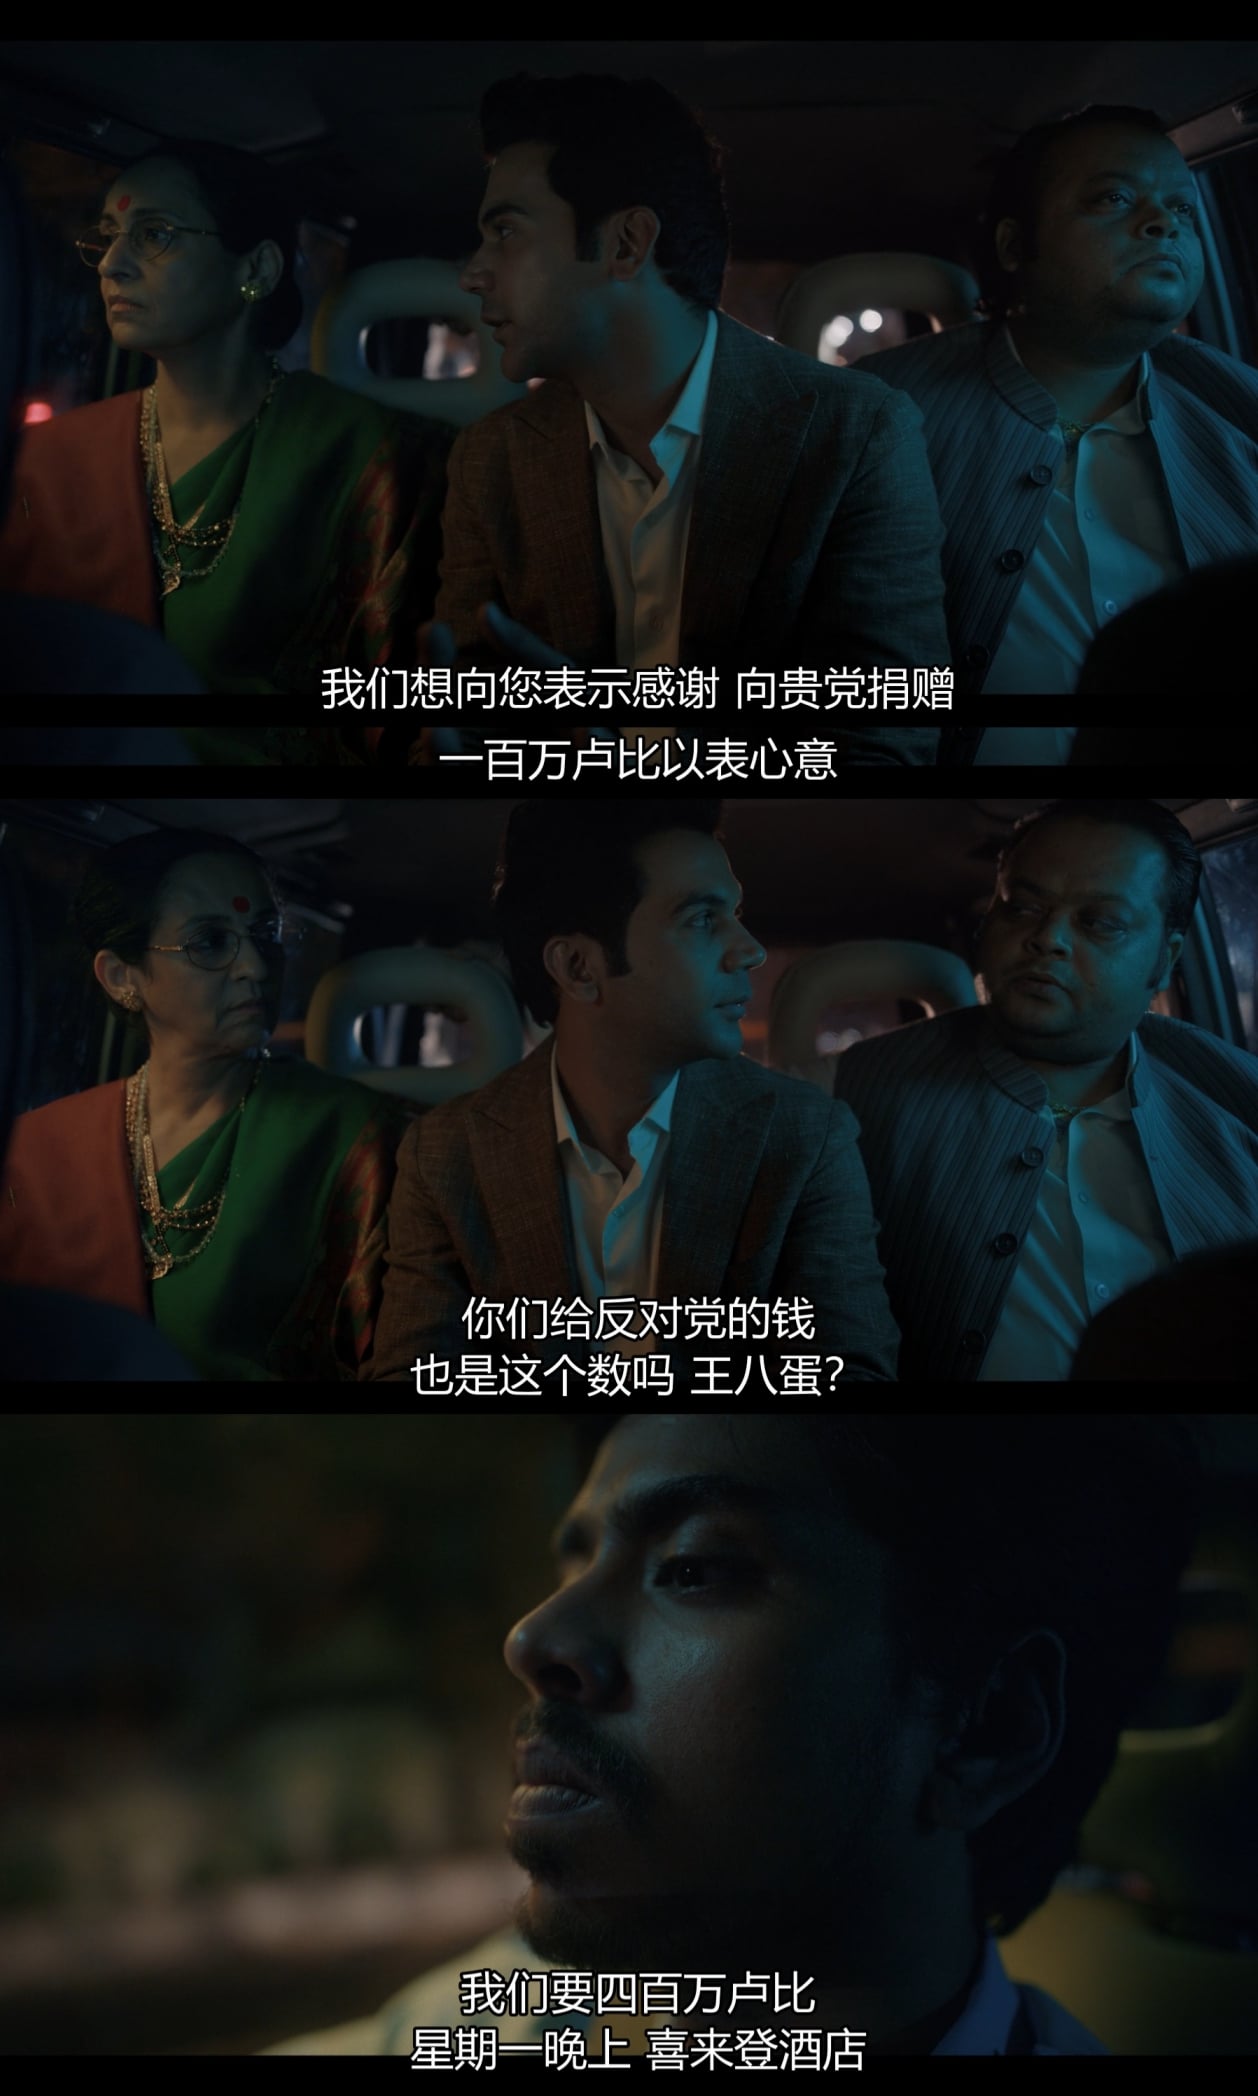 我们想向您表示感谢 向贵党捐赠
一百万卢比以表心意
你们给反对党的钱
也是这个数吗 王八蛋？
我们要四百万卢比
星期一晚上 喜来登酒店